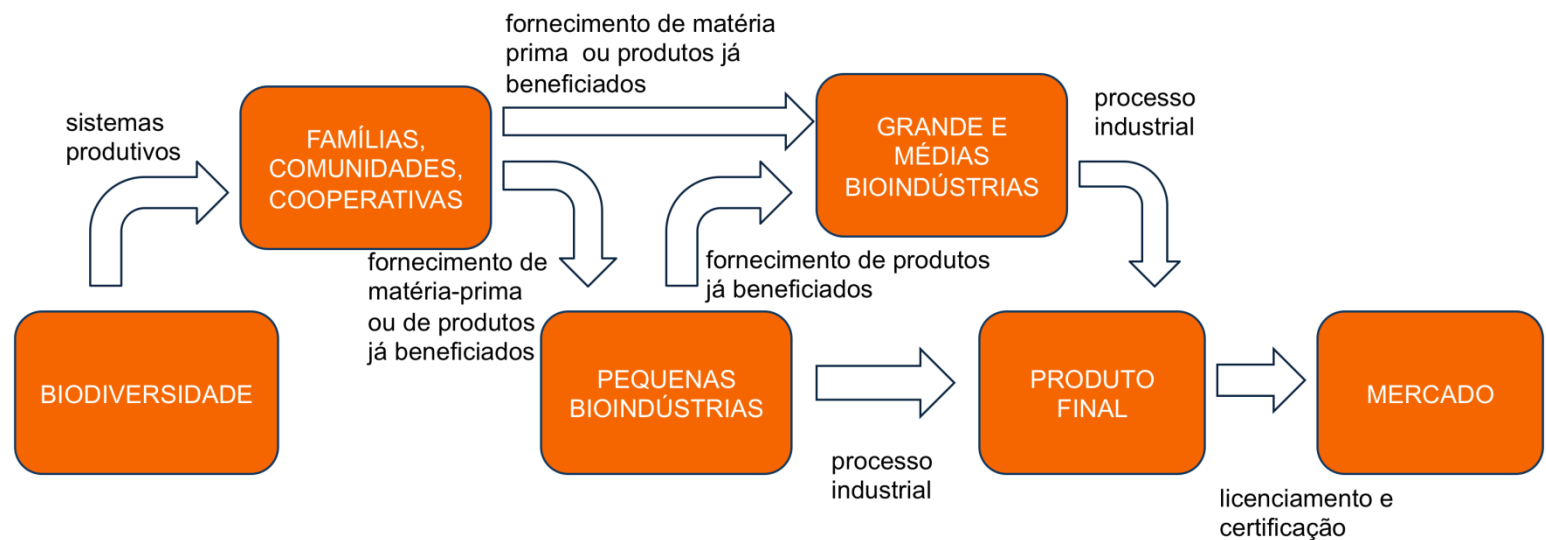 fornecimento de matéria
prima ou produtos já
beneficiados
sistemas
produtivos
FAMÍLIAS,
COMUNIDADES,
COOPERATIVAS
GRANDE E
MÉDIAS
BIOINDÚSTRIAS
processo
industrial
fornecimento de
matéria-prima
ou de produtos
já beneficiados
fornecimento de produtos
já beneficiados
BIODIVERSIDADE
PEQUENAS
BIOINDÚSTRIAS
processo
industrial
PRODUTO
FINAL
licenciamento e
certificação
MERCADO